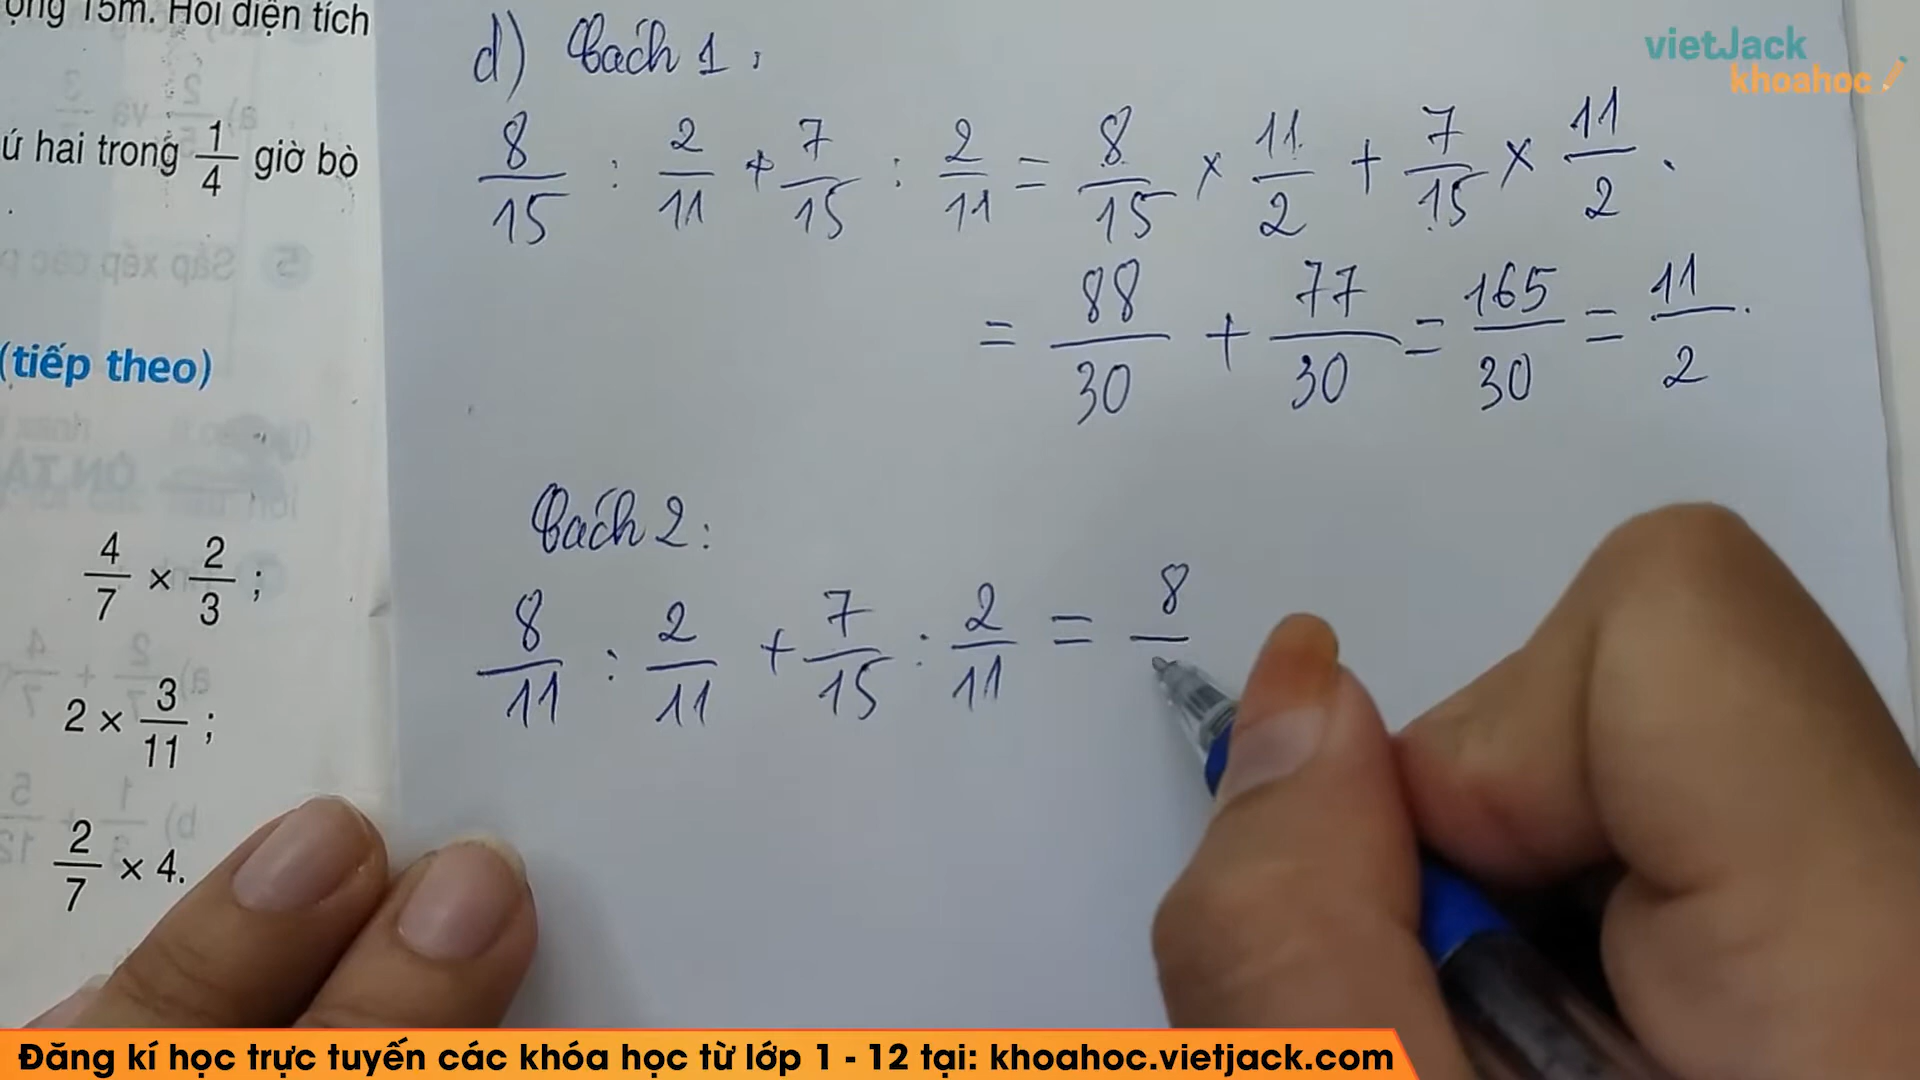 ộng 15m. Hỏi diện tích
ứ hai trong 1/4 giờ bò
(tiếp theo)
4/7 × 2/3 ;
2 × 3/11 ;
2/7 × 4.
d) Cách 1:
8/15 : 2/11 + 7/15 : 2/11 = 8/15 × 11/2 + 7/15 × 11/2 .
= 88/30 + 77/30 = 165/30 = 11/2 .
Cách 2:
8/11 : 2/11 + 7/15 : 2/11 = 8/
vietJack
khoahoc
Đăng kí học trực tuyến các khóa học từ lớp 1 - 12 tại: khoahoc.vietjack.com